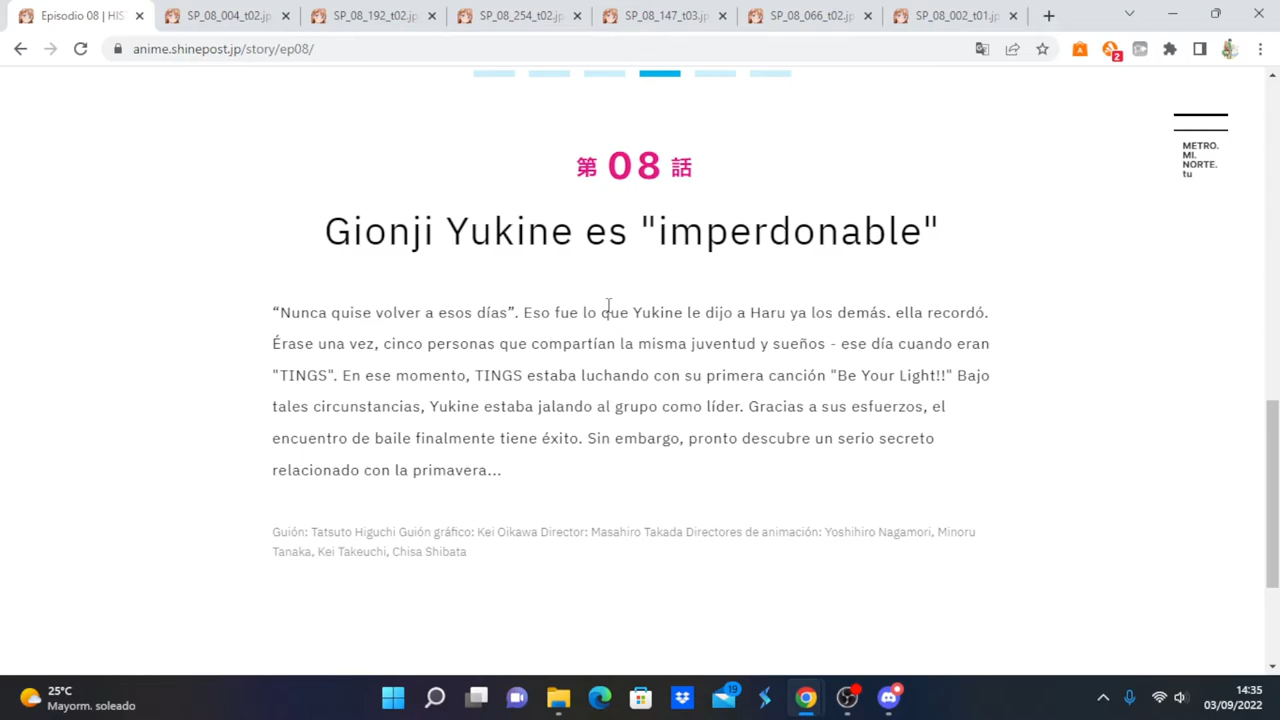 Episodio 08 | HIS
SP_08_004_t02.jp
SP_08_192_t02.jp
SP_08_254_t02.jp
SP_08_147_t03.jp
SP_08_066_t02.jp
SP_08_002_t01.jp
anime.shinepost.jp/story/ep08/
2
METRO.
MI.
NORTE.
tu
第 08 話
Gionji Yukine es "imperdonable"
“Nunca quise volver a esos días”. Eso fue lo que Yukine le dijo a Haru ya los demás. ella recordó.
Érase una vez, cinco personas que compartían la misma juventud y sueños - ese día cuando eran
"TINGS". En ese momento, TINGS estaba luchando con su primera canción "Be Your Light!!" Bajo
tales circunstancias, Yukine estaba jalando al grupo como líder. Gracias a sus esfuerzos, el
encuentro de baile finalmente tiene éxito. Sin embargo, pronto descubre un serio secreto
relacionado con la primavera...
Guión: Tatsuto Higuchi Guión gráfico: Kei Oikawa Director: Masahiro Takada Directores de animación: Yoshihiro Nagamori, Minoru
Tanaka, Kei Takeuchi, Chisa Shibata
25°C
Mayorm. soleado
19
14:35
03/09/2022